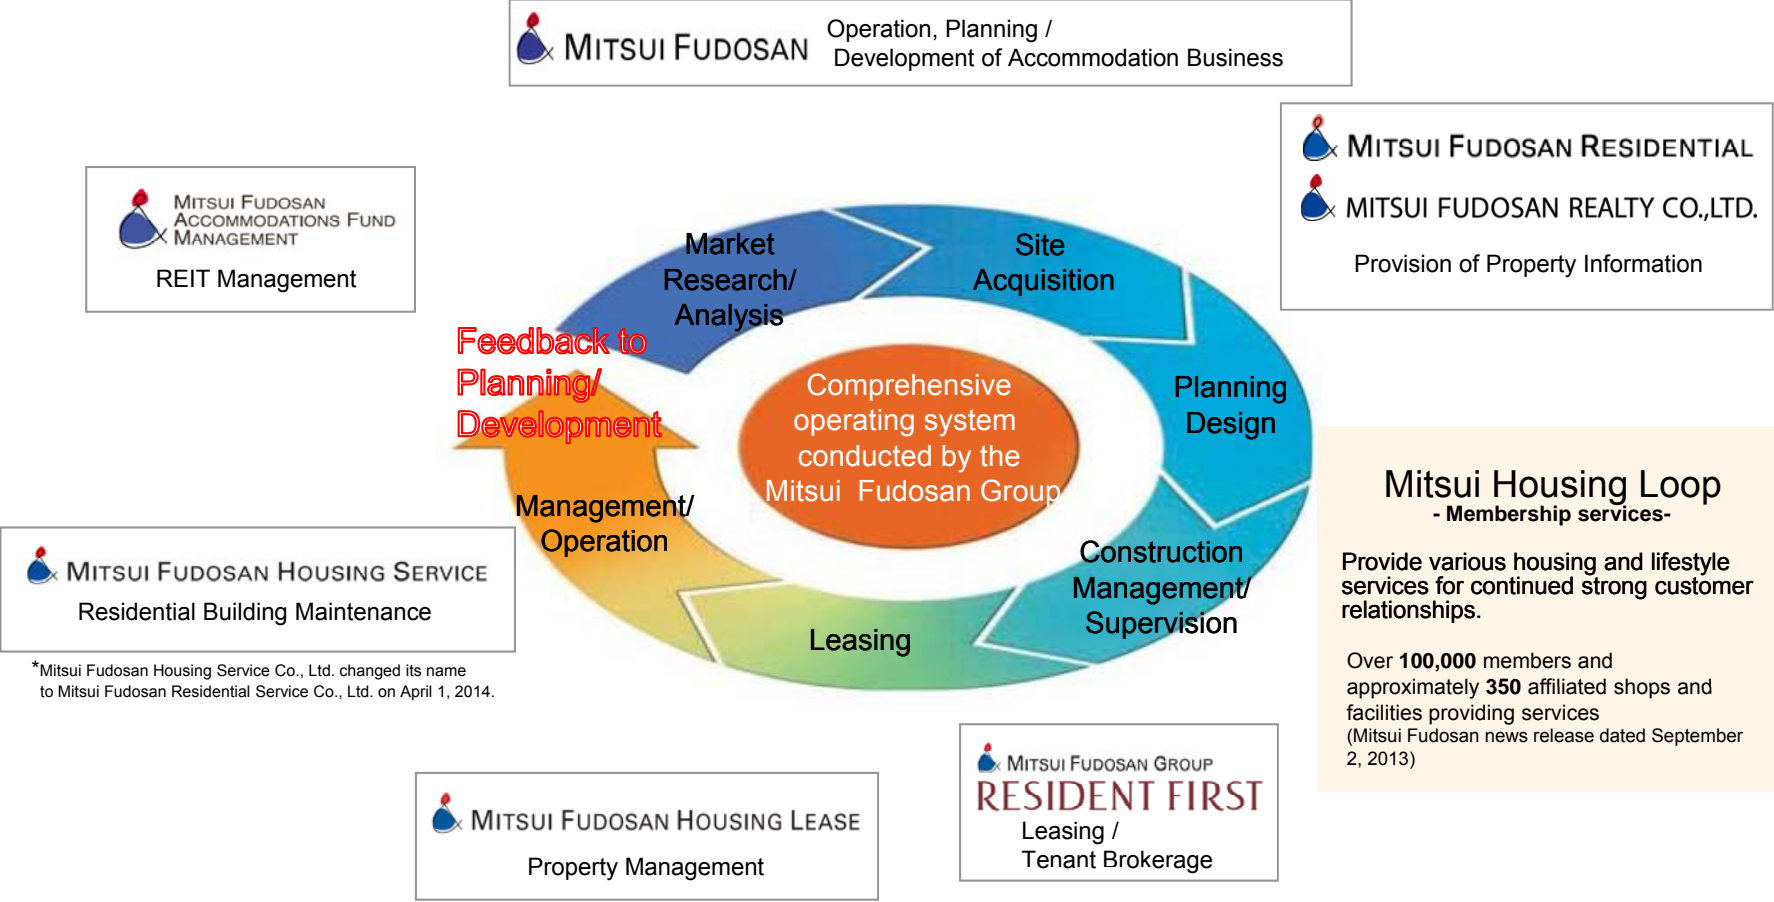 MITSUI FUDOSAN
Operation, Planning /
Development of Accommodation Business
MITSUI FUDOSAN RESIDENTIAL
MITSUI FUDOSAN REALTY CO.,LTD.
Provision of Property Information
MITSUI FUDOSAN
ACCOMMODATIONS FUND
MANAGEMENT
REIT Management
Market
Research/
Analysis
Site
Acquisition
Planning
Design
Construction
Management/
Supervision
Leasing
Management/
Operation
Feedback to
Planning/
Development
Comprehensive
operating system
conducted by the
Mitsui Fudosan Group
Mitsui Housing Loop
- Membership services-
Provide various housing and lifestyle
services for continued strong customer
relationships.
Over 100,000 members and
approximately 350 affiliated shops and
facilities providing services
(Mitsui Fudosan news release dated September
2, 2013)
MITSUI FUDOSAN HOUSING SERVICE
Residential Building Maintenance
*Mitsui Fudosan Housing Service Co., Ltd. changed its name
to Mitsui Fudosan Residential Service Co., Ltd. on April 1, 2014.
MITSUI FUDOSAN HOUSING LEASE
Property Management
MITSUI FUDOSAN GROUP
RESIDENT FIRST
Leasing /
Tenant Brokerage